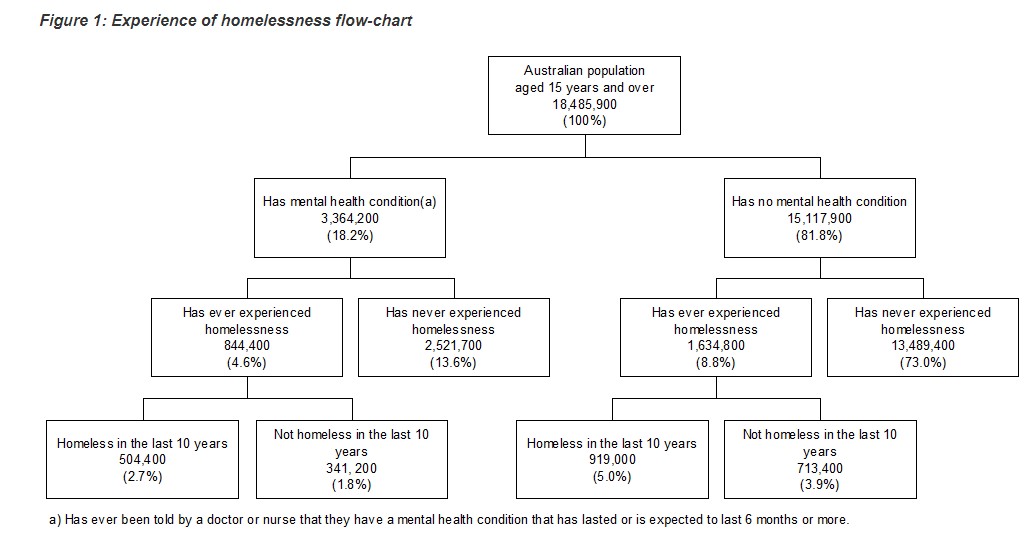 Figure 1: Experience of homelessness flow-chart
Australian population
aged 15 years and over
18,485,900
(100%)
Has mental health condition(a)
3,364,200
(18.2%)
Has no mental health condition
15,117,900
(81.8%)
Has ever experienced
homelessness
844,400
(4.6%)
Has never experienced
homelessness
2,521,700
(13.6%)
Has ever experienced
homelessness
1,634,800
(8.8%)
Has never experienced
homelessness
13,489,400
(73.0%)
Homeless in the last 10 years
504,400
(2.7%)
Not homeless in the last 10
years
341, 200
(1.8%)
Homeless in the last 10 years
919,000
(5.0%)
Not homeless in the last 10
years
713,400
(3.9%)
a) Has ever been told by a doctor or nurse that they have a mental health condition that has lasted or is expected to last 6 months or more.